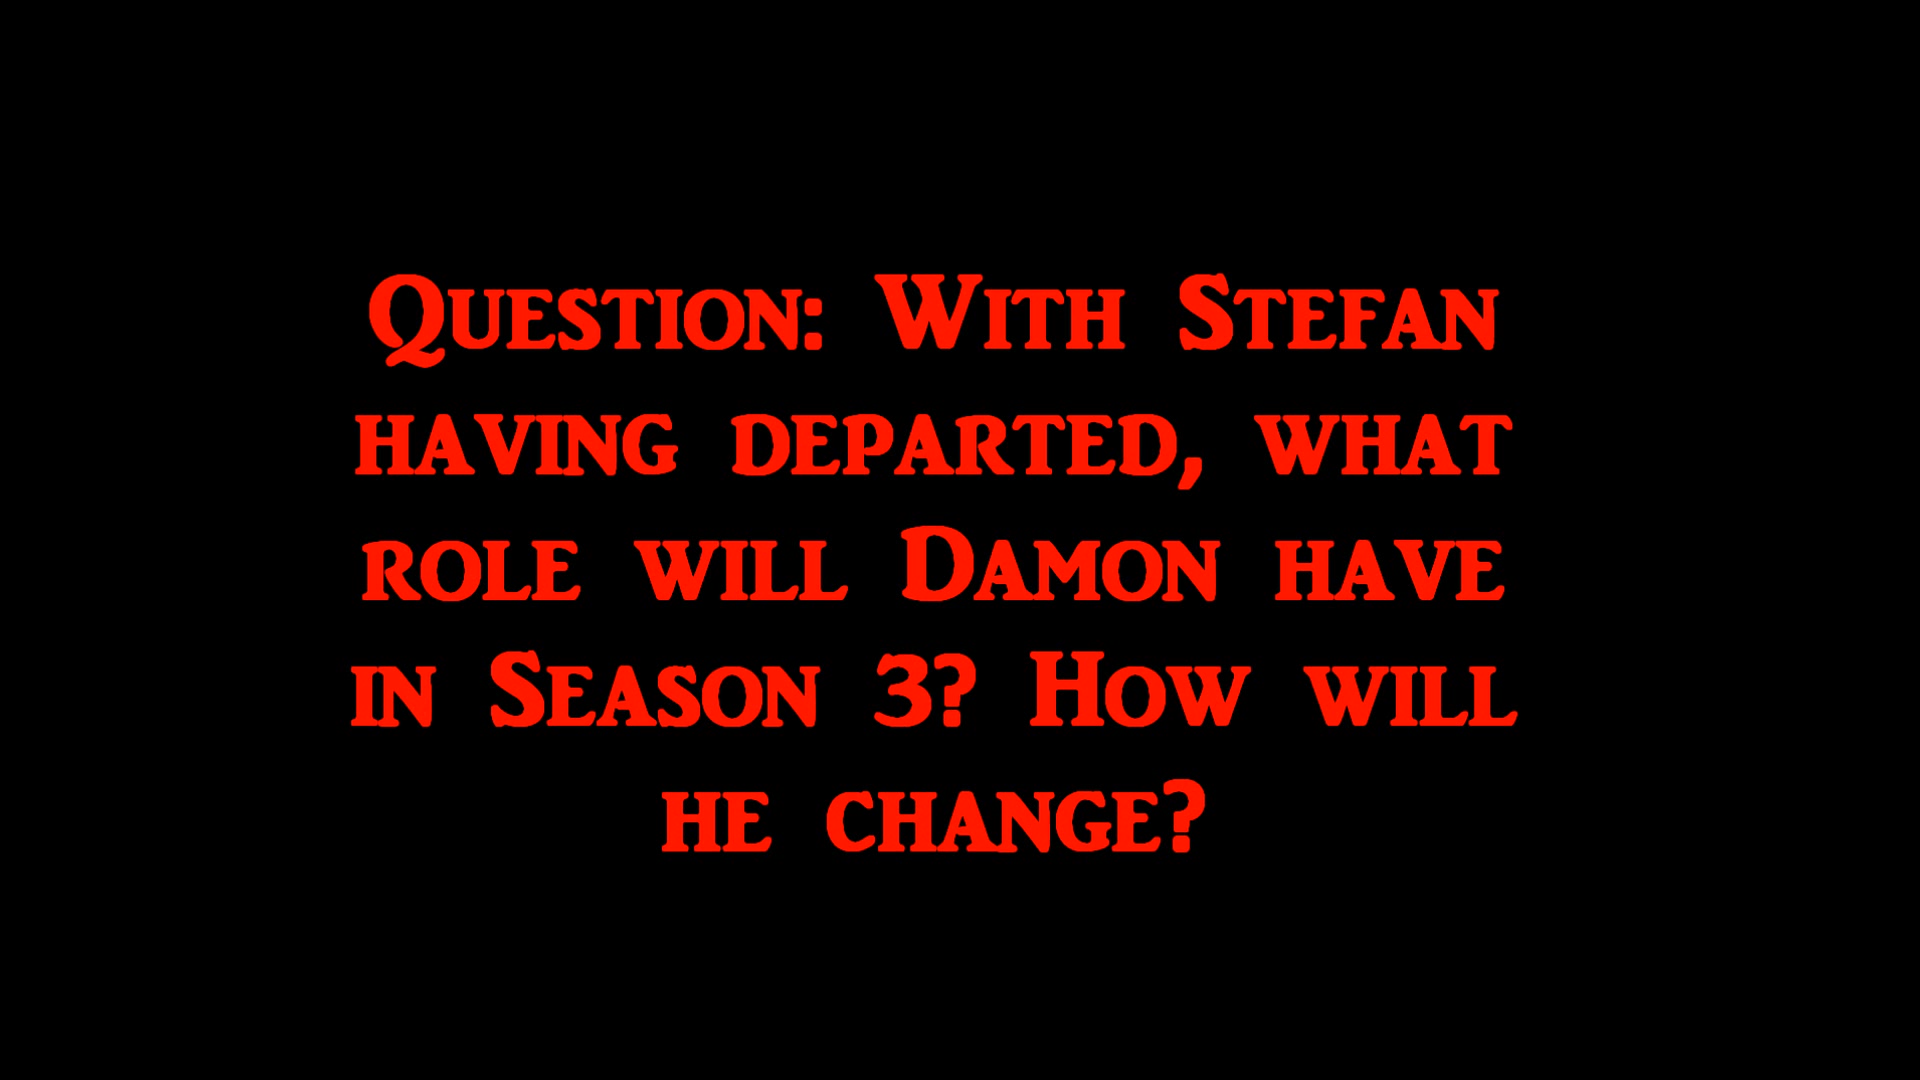 Question: With Stefan
having departed, what
role will Damon have
in Season 3? How will
he change?